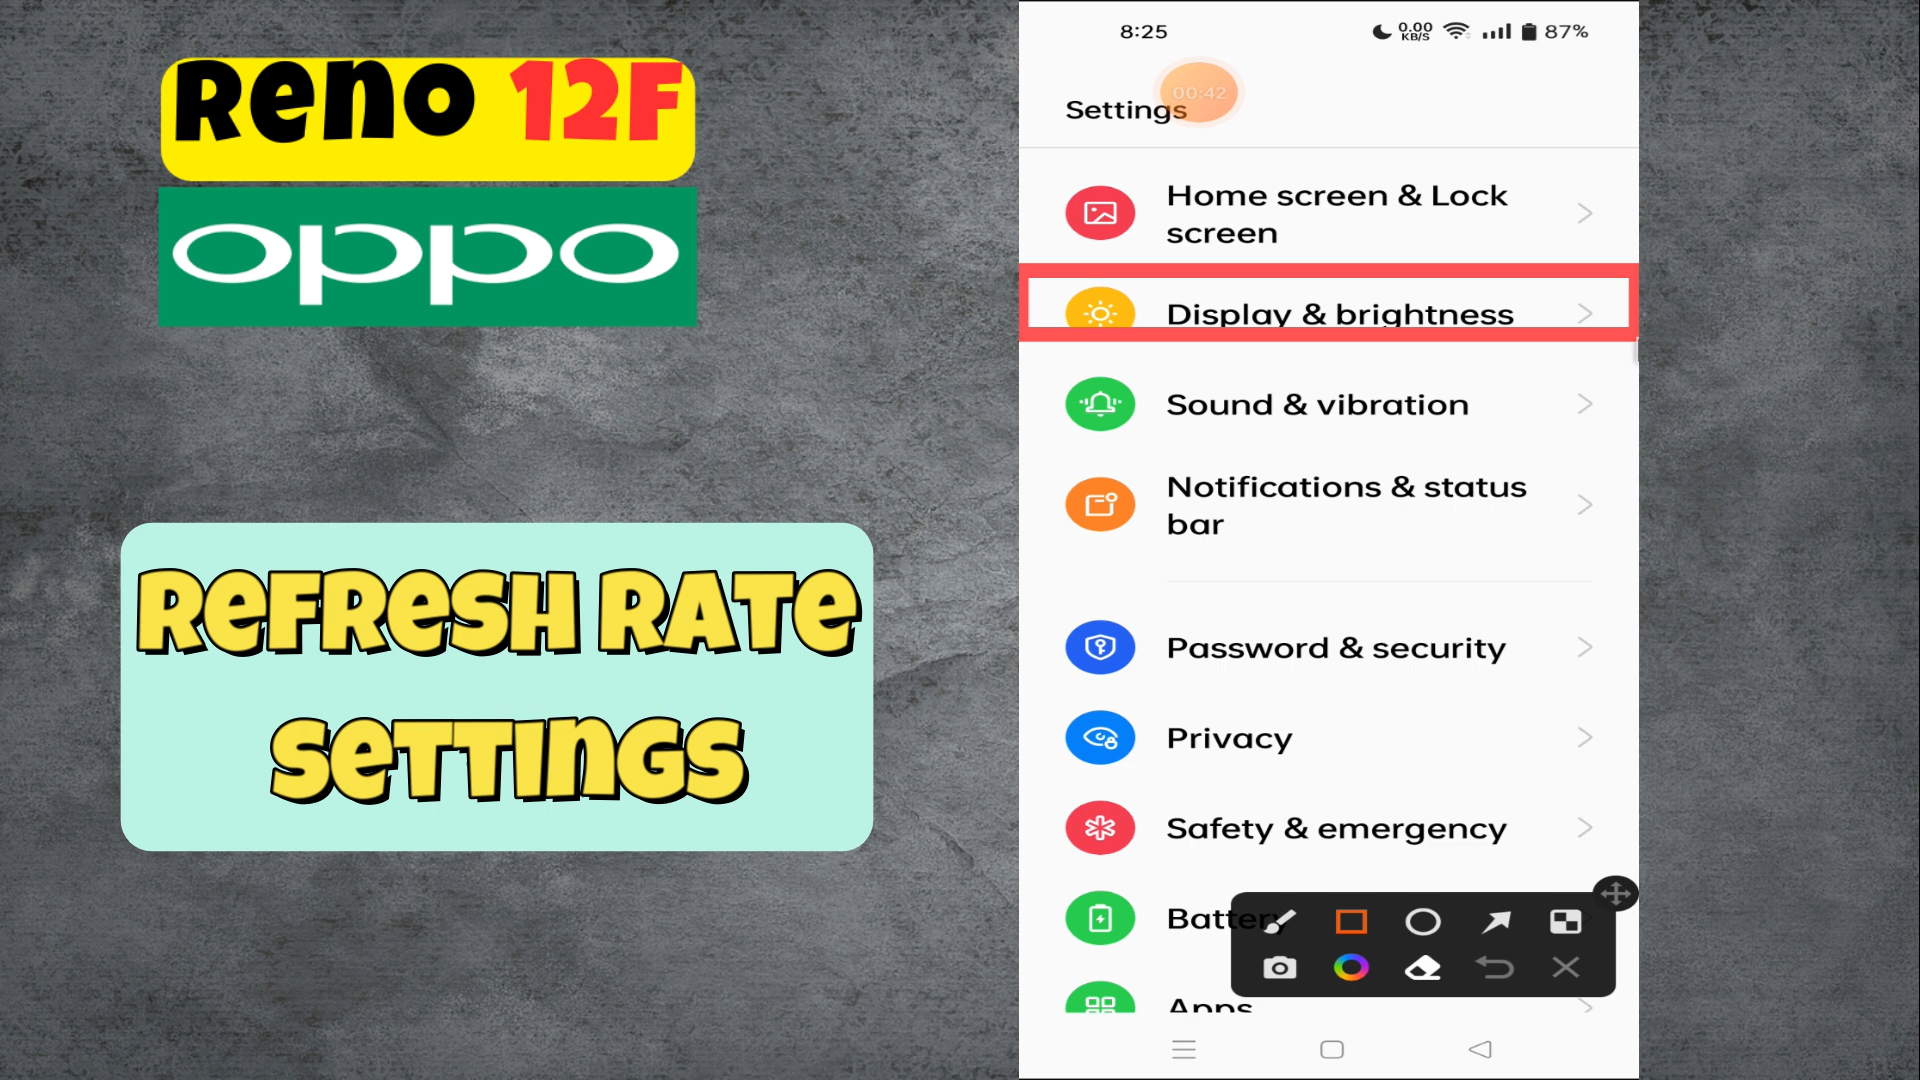 Reno 12F
oppo
Refresh Rate
Settings
8:25
0.00
KB/S
87%
00:42
Settings
Home screen & Lock
screen
Display & brightness
Sound & vibration
Notifications & status
bar
Password & security
Privacy
Safety & emergency
Battery
Apps